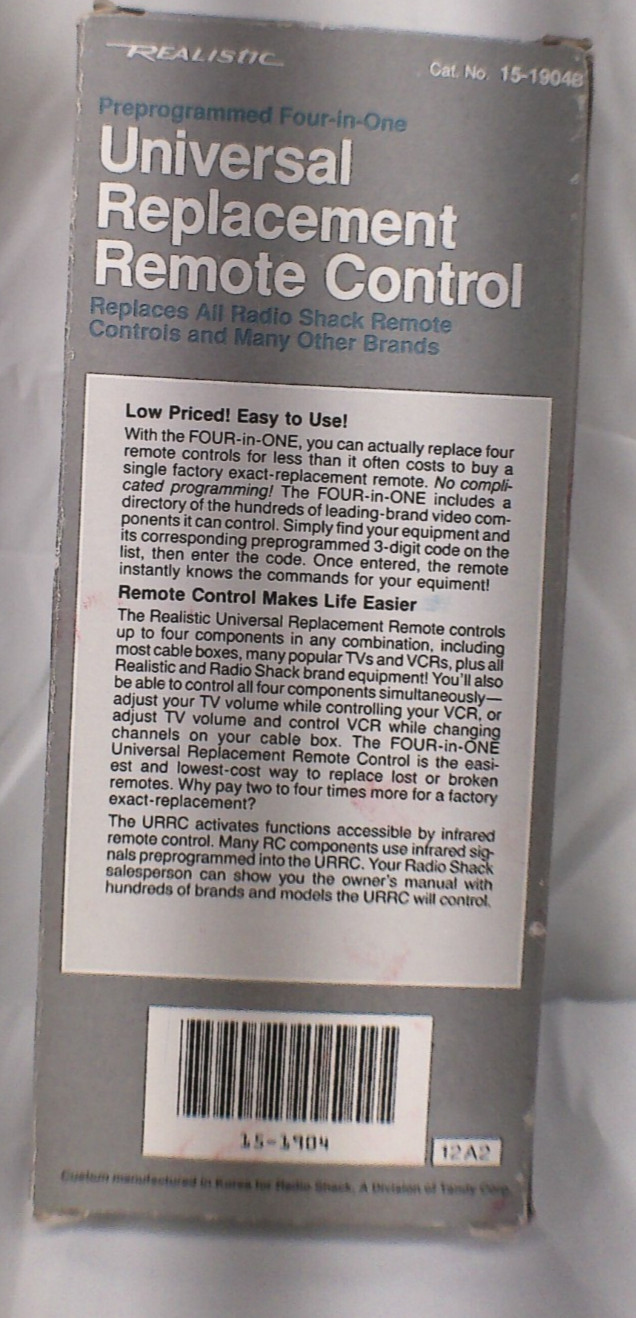 REALISTIC
Cat. No. 15-1904B
Preprogrammed Four-in-One
Universal
Replacement
Remote Control
Replaces All Radio Shack Remote
Controls and Many Other Brands
Low Priced! Easy to Use!
With the FOUR-in-ONE, you can actually replace four
remote controls for less than it often costs to buy a
single factory exact-replacement remote. No compli-
cated programming! The FOUR-in-ONE includes a
directory of the hundreds of leading-brand video com-
ponents it can control. Simply find your equipment and
its corresponding preprogrammed 3-digit code on the
list, then enter the code. Once entered, the remote
instantly knows the commands for your equiment!
Remote Control Makes Life Easier
The Realistic Universal Replacement Remote controls
up to four components in any combination, including
most cable boxes, many popular TVs and VCRs, plus all
Realistic and Radio Shack brand equipment! You'll also
be able to control all four components simultaneously—
adjust your TV volume while controlling your VCR, or
adjust TV volume and control VCR while changing
channels on your cable box. The FOUR-in-ONE
Universal Replacement Remote Control is the easi-
est and lowest-cost way to replace lost or broken
remotes. Why pay two to four times more for a factory
exact-replacement?
The URRC activates functions accessible by infrared
remote control. Many RC components use infrared sig-
nals preprogrammed into the URRC. Your Radio Shack
salesperson can show you the owner's manual with
hundreds of brands and models the URRC will control.
15-1904
12A2
Custom manufactured in Korea for Radio Shack, A Division of Tandy Corp.